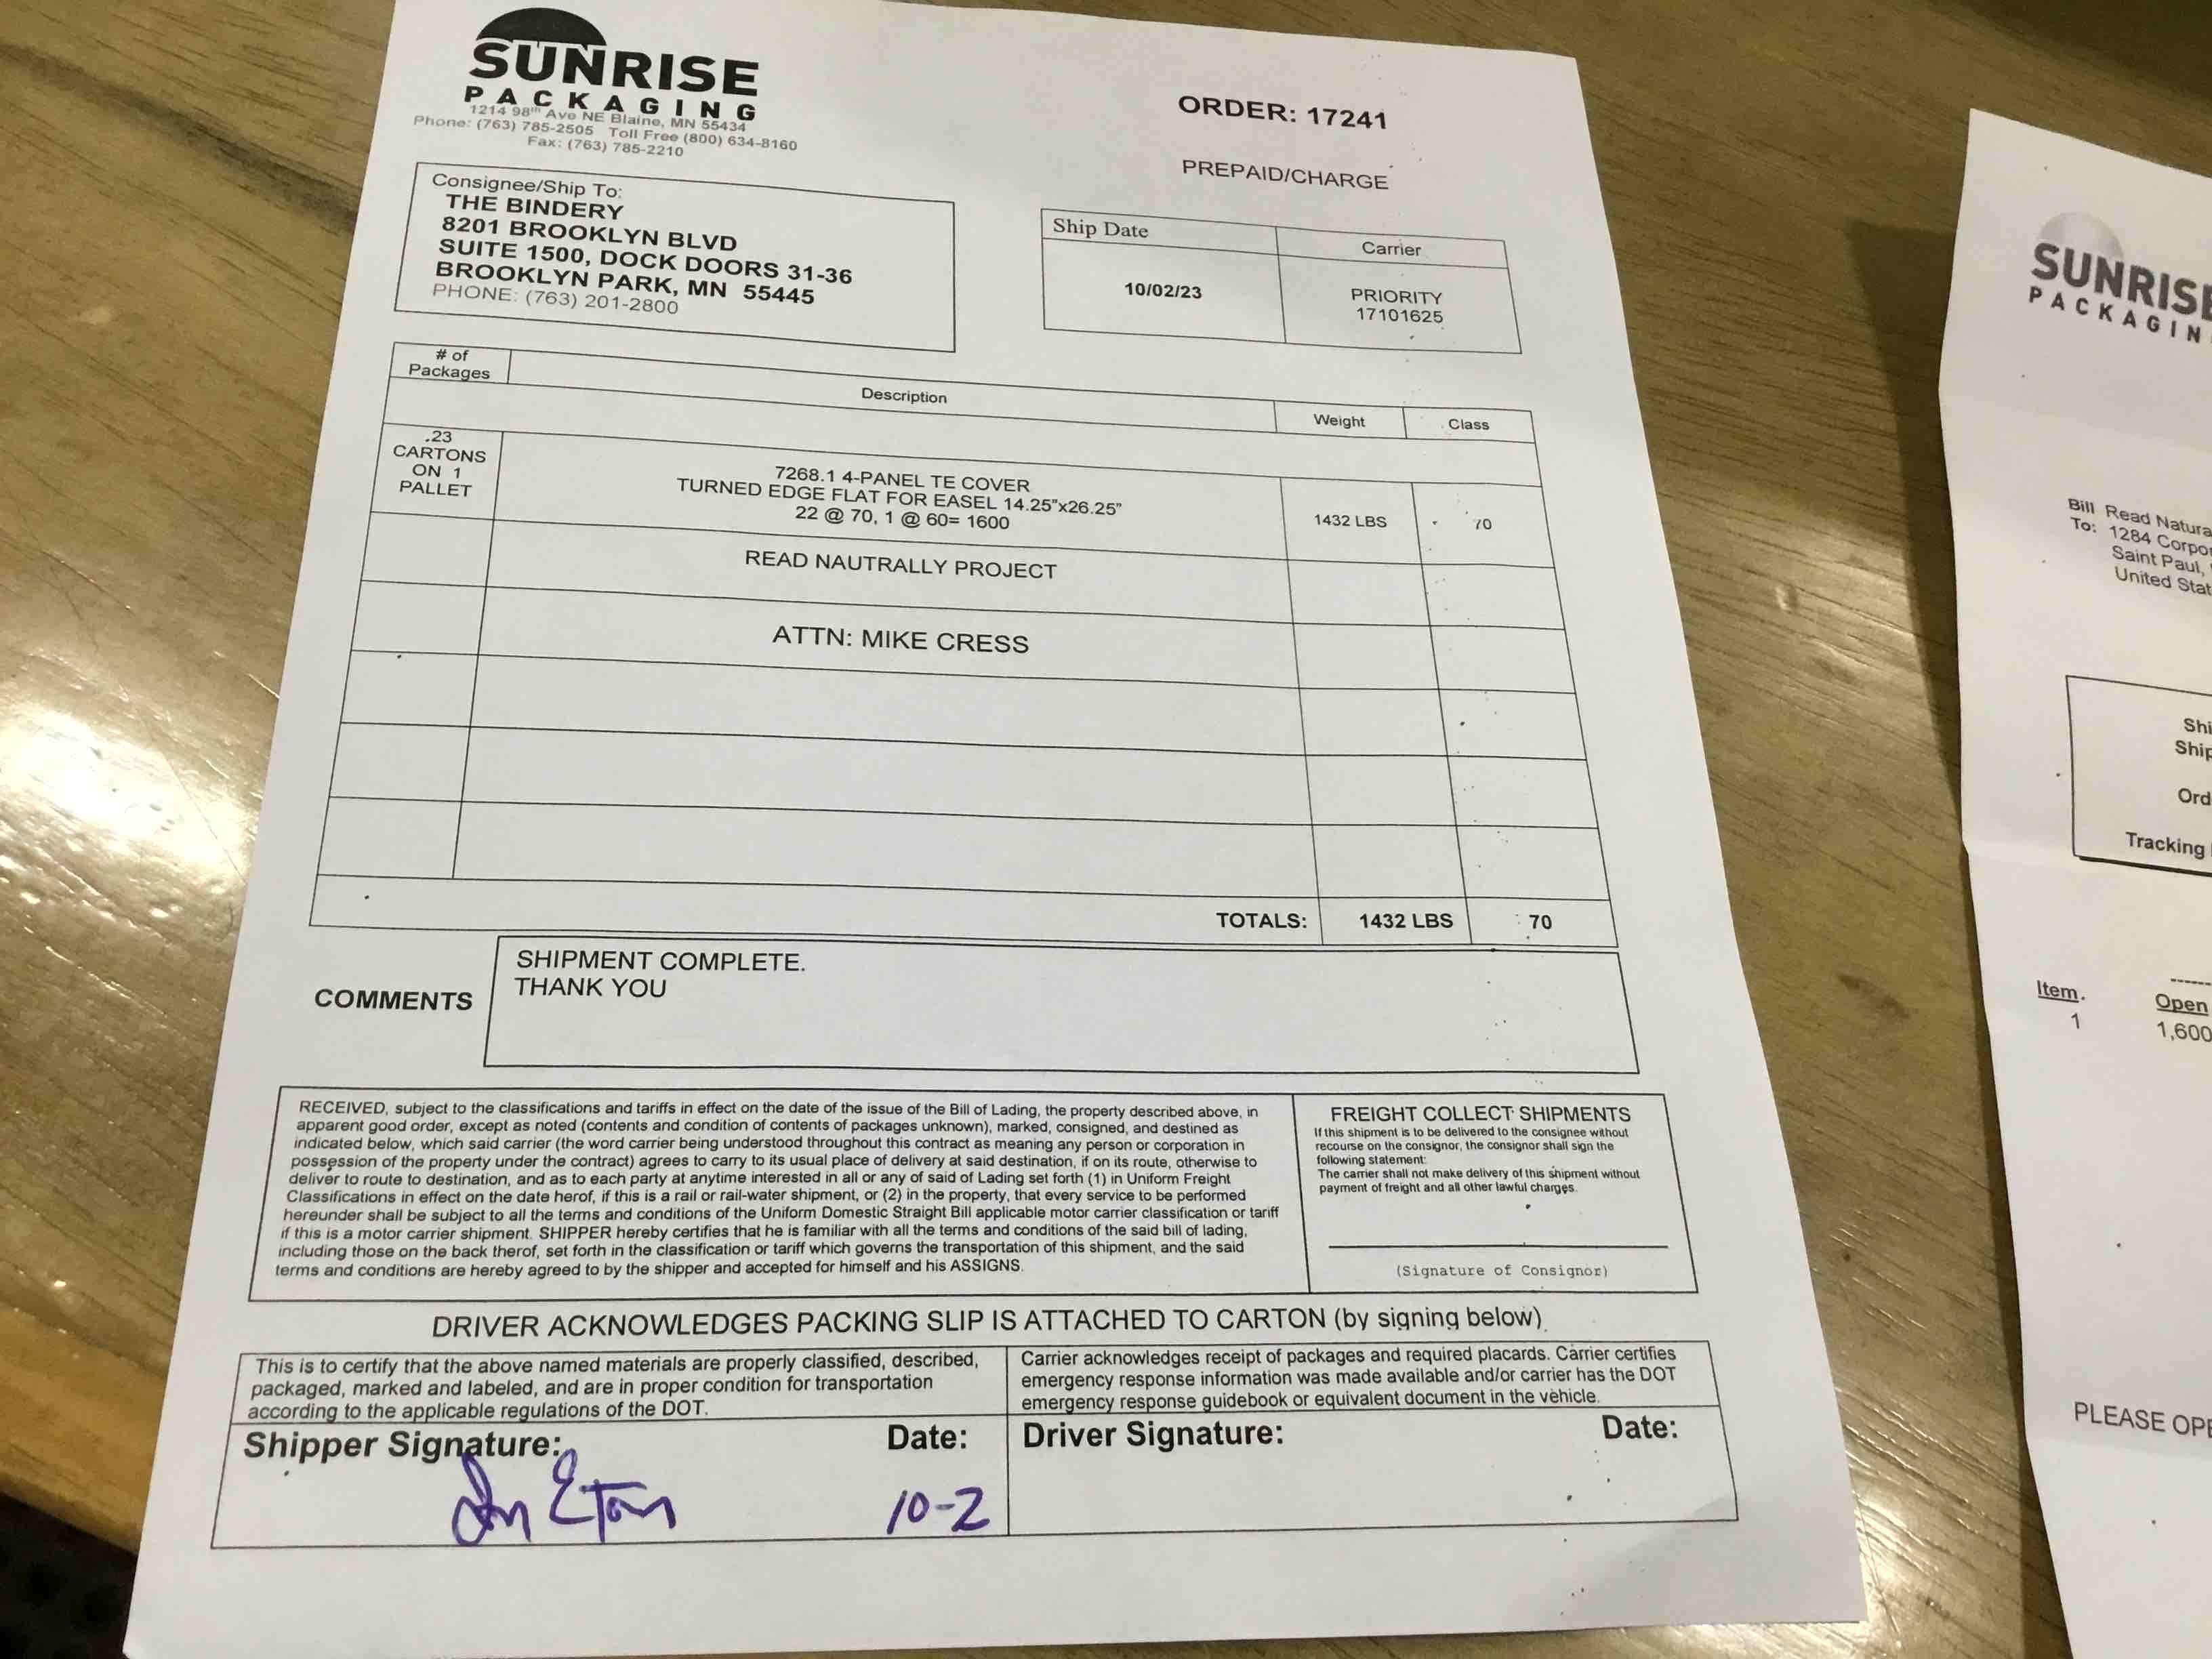 SUNRISE
PACKAGING
1214 98th Ave NE Blaine, MN 55434
Phone: (763) 785-2505 Toll Free (800) 634-8160
Fax: (763) 785-2210
ORDER: 17241
PREPAID/CHARGE
Consignee/Ship To:
THE BINDERY
8201 BROOKLYN BLVD
SUITE 1500, DOCK DOORS 31-36
BROOKLYN PARK, MN 55445
PHONE: (763) 201-2800
Ship Date
Carrier
10/02/23
PRIORITY
17101625
# of
Packages
Description
Weight
Class
23
CARTONS
ON 1
PALLET
7268.1 4-PANEL TE COVER
TURNED EDGE FLAT FOR EASEL 14.25"x26.25"
22 @ 70, 1 @ 60= 1600
1432 LBS
70
READ NAUTRALLY PROJECT
ATTN: MIKE CRESS
TOTALS:
1432 LBS
70
COMMENTS
SHIPMENT COMPLETE.
THANK YOU
RECEIVED, subject to the classifications and tariffs in effect on the date of the issue of the Bill of Lading, the property described above, in
apparent good order, except as noted (contents and condition of contents of packages unknown), marked, consigned, and destined as
indicated below, which said carrier (the word carrier being understood throughout this contract as meaning any person or corporation in
possession of the property under the contract) agrees to carry to its usual place of delivery at said destination, if on its route, otherwise to
deliver to route to destination, and as to each party at anytime interested in all or any of said of Lading set forth (1) in Uniform Freight
Classifications in effect on the date herof, if this is a rail or rail-water shipment, or (2) in the property, that every service to be performed
hereunder shall be subject to all the terms and conditions of the Uniform Domestic Straight Bill applicable motor carrier classification or tariff
if this is a motor carrier shipment. SHIPPER hereby certifies that he is familiar with all the terms and conditions of the said bill of lading,
including those on the back therof, set forth in the classification or tariff which governs the transportation of this shipment, and the said
terms and conditions are hereby agreed to by the shipper and accepted for himself and his ASSIGNS.
FREIGHT COLLECT SHIPMENTS
If this shipment is to be delivered to the consignee without
recourse on the consignor, the consignor shall sign the
following statement:
The carrier shall not make delivery of this shipment without
payment of freight and all other lawful charges.
(Signature of Consignor)
DRIVER ACKNOWLEDGES PACKING SLIP IS ATTACHED TO CARTON (by signing below)
This is to certify that the above named materials are properly classified, described,
packaged, marked and labeled, and are in proper condition for transportation
according to the applicable regulations of the DOT.
Carrier acknowledges receipt of packages and required placards. Carrier certifies
emergency response information was made available and/or carrier has the DOT
emergency response guidebook or equivalent document in the vehicle.
Shipper Signature:
Date:
10-2
Driver Signature:
Date:
SUNRISE
PACKAGIN
Bill Read Natura
To: 1284 Corpo
Saint Paul,
United Stat
Shi
Ship
Ord
Tracking
Item.
Open
1
1,600
PLEASE OPE